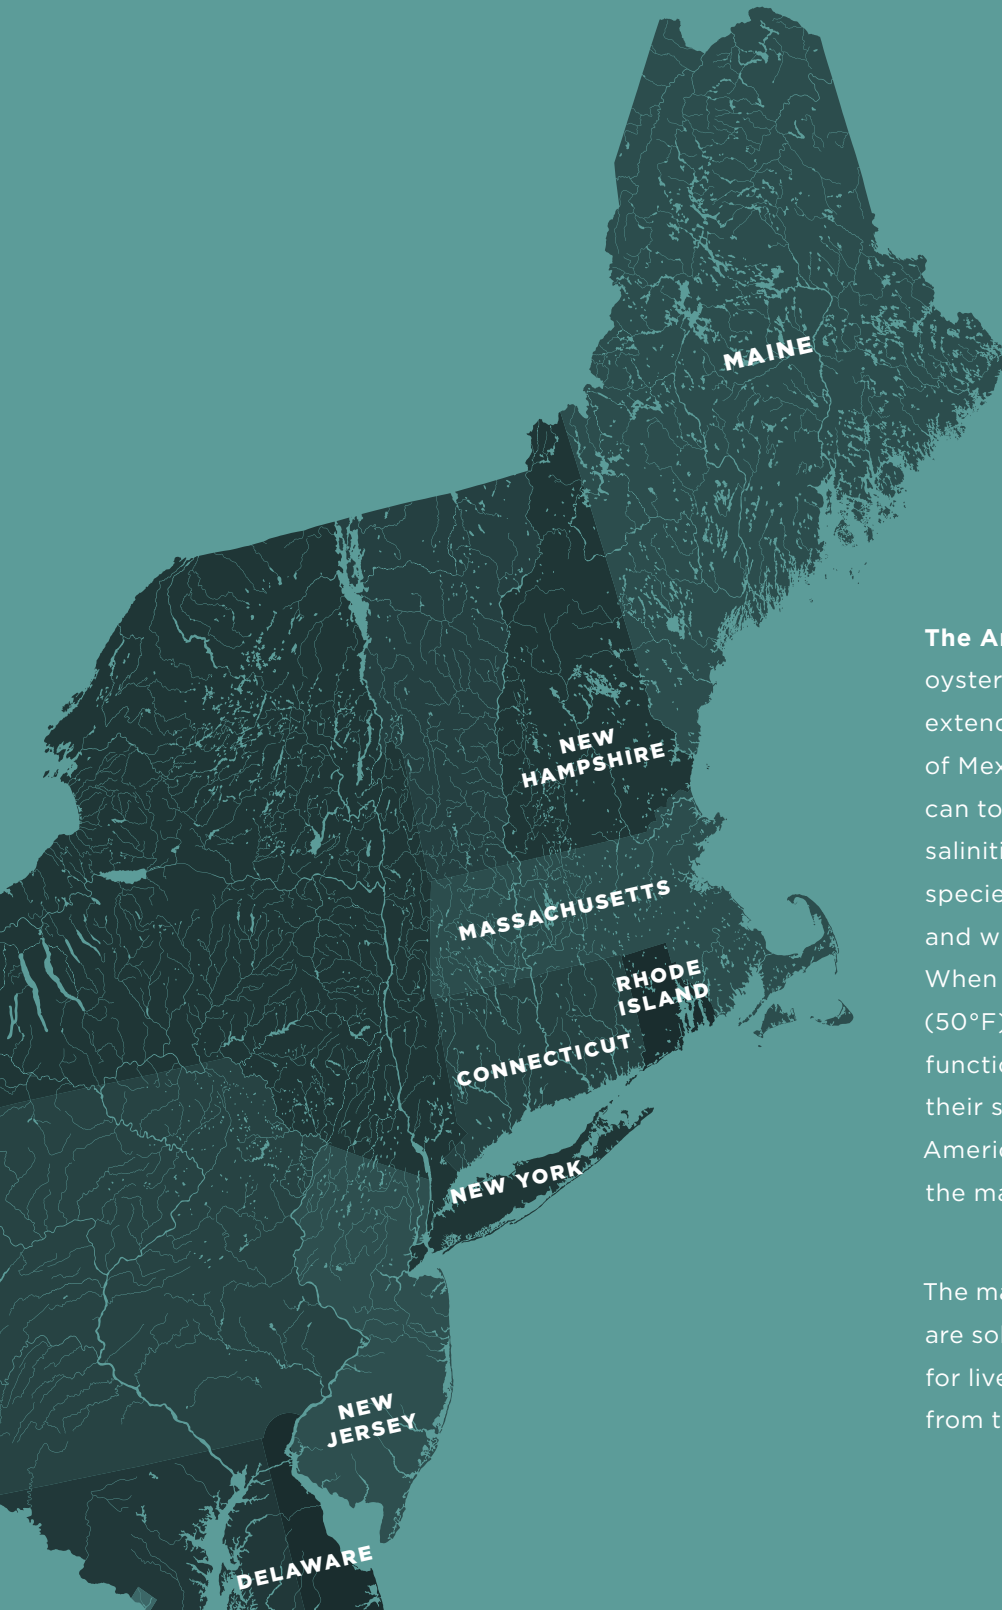 MAINE
NEW
HAMPSHIRE
MASSACHUSETTS
RHODE
ISLAND
CONNECTICUT
NEW YORK
NEW
JERSEY
DELAWARE
The A
oyster
extend
of Mex
can to
saliniti
specie
and w
When
(50°F)
functio
their s
Americ
the ma
The ma
are so
for live
from t